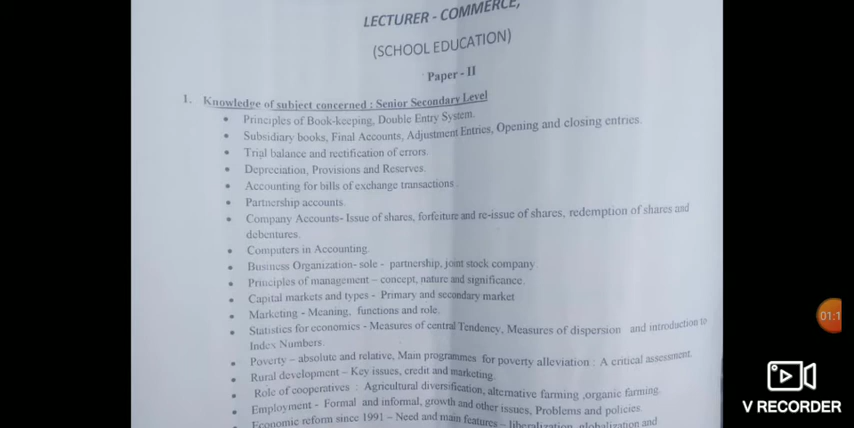 LECTURER - COMMERCE,
(SCHOOL EDUCATION)
Paper - II
1. Knowledge of subject concerned : Senior Secondary Level
• Principles of Book-keeping, Double Entry System.
• Subsidiary books, Final Accounts, Adjustment Entries, Opening and closing entries.
• Trial balance and rectification of errors.
• Depreciation, Provisions and Reserves.
• Accounting for bills of exchange transactions .
• Partnership accounts.
• Company Accounts- Issue of shares, forfeiture and re-issue of shares, redemption of shares and
debentures.
• Computers in Accounting.
• Business Organization- sole - partnership, joint stock company
• Principles of management – concept, nature and significance.
• Capital markets and types - Primary and secondary market
• Marketing - Meaning, functions and role.
• Statistics for economics - Measures of central Tendency, Measures of dispersion and introduction to
Index Numbers.
• Poverty – absolute and relative, Main programmes for poverty alleviation : A critical assessment.
• Rural development – Key issues, credit and marketing.
• Role of cooperatives : Agricultural diversification, alternative farming ,organic farming.
• Employment - Formal and informal, growth and other issues, Problems and policies.
Economic reform since 1991 – Need and main features – liberalization, globalization and
01:1
V RECORDER